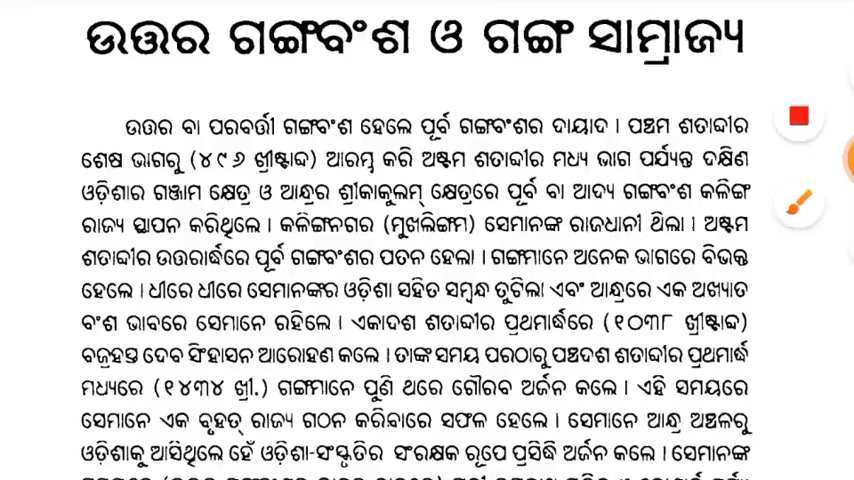 ଉତ୍ତର ଗଙ୍ଗବଂଶ ଓ ଗଙ୍ଗ ସାମ୍ରାଜ୍ୟ
ଉତ୍ତର ବା ପରବର୍ତ୍ତୀ ଗଙ୍ଗବଂଶ ହେଲେ ପୂର୍ବ ଗଙ୍ଗବଂଶର ଦାୟାଦ । ପଞ୍ଚମ ଶତାବ୍ଦୀର
ଶେଷ ଭାଗରୁ (୪୯୬ ଖ୍ରୀଷ୍ଟାବ୍ଦ) ଆରମ୍ଭ କରି ଅଷ୍ଟମ ଶତାବ୍ଦୀର ମଧ୍ୟ ଭାଗ ପର୍ଯ୍ୟନ୍ତ ଦକ୍ଷିଣ
ଓଡ଼ିଶାର ଗଞ୍ଜାମ କ୍ଷେତ୍ର ଓ ଆନ୍ଧ୍ରର ଶ୍ରୀକାକୁଲମ୍ କ୍ଷେତ୍ରରେ ପୂର୍ବ ବା ଆଦ୍ୟ ଗଙ୍ଗବଂଶ କଳିଙ୍ଗ
ରାଜ୍ୟ ସ୍ଥାପନ କରିଥିଲେ । କଳିଙ୍ଗନଗର (ମୁଖଲିଙ୍ଗମ) ସେମାନଙ୍କ ରାଜଧାନୀ ଥିଲା । ଅଷ୍ଟମ
ଶତାବ୍ଦୀର ଉତ୍ତରାର୍ଦ୍ଧରେ ପୂର୍ବ ଗଙ୍ଗବଂଶର ପତନ ହେଲା । ଗଙ୍ଗମାନେ ଅନେକ ଭାଗରେ ବିଭକ୍ତ
ହେଲେ । ଧୀରେ ଧୀରେ ସେମାନଙ୍କର ଓଡ଼ିଶା ସହିତ ସମ୍ବନ୍ଧ ତୁଟିଲା ଏବଂ ଆନ୍ଧ୍ରରେ ଏକ ଅଖ୍ୟାତ
ବଂଶ ଭାବରେ ସେମାନେ ରହିଲେ । ଏକାଦଶ ଶତାବ୍ଦୀର ପ୍ରଥମାର୍ଦ୍ଧରେ (୧୦୩୮ ଖ୍ରୀଷ୍ଟାବ୍ଦ)
ବଜ୍ରହସ୍ତ ଦେବ ସିଂହାସନ ଆରୋହଣ କଲେ । ତାଙ୍କ ସମୟ ପରଠାରୁ ପଞ୍ଚଦଶ ଶତାବ୍ଦୀର ପ୍ରଥମାର୍ଦ୍ଧ
ମଧ୍ୟରେ (୧୪୩୪ ଖ୍ରୀ.) ଗଙ୍ଗମାନେ ପୁଣି ଥରେ ଗୌରବ ଅର୍ଜନ କଲେ । ଏହି ସମୟରେ
ସେମାନେ ଏକ ବୃହତ୍ ରାଜ୍ୟ ଗଠନ କରିବାରେ ସଫଳ ହେଲେ । ସେମାନେ ଆନ୍ଧ୍ର ଅଞ୍ଚଳରୁ
ଓଡ଼ିଶାକୁ ଆସିଥିଲେ ହେଁ ଓଡ଼ିଶା-ସଂସ୍କୃତିର ସଂରକ୍ଷକ ରୂପେ ପ୍ରସିଦ୍ଧି ଅର୍ଜନ କଲେ । ସେମାନଙ୍କ